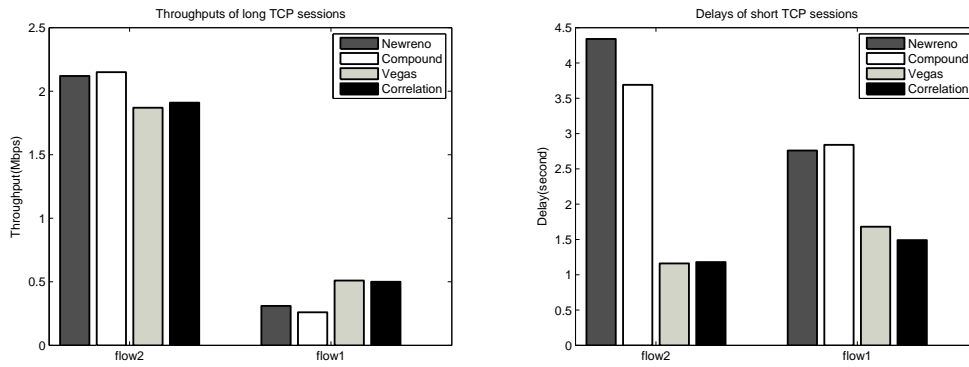 Throughputs of long TCP sessions
2.5
2
1.5
1
0.5
0
Throughput(Mbps)
flow2
flow1
Newreno
Compound
Vegas
Correlation
Delays of short TCP sessions
4.5
4
3.5
3
2.5
2
1.5
1
0.5
0
Delay(second)
flow2
flow1
Newreno
Compound
Vegas
Correlation